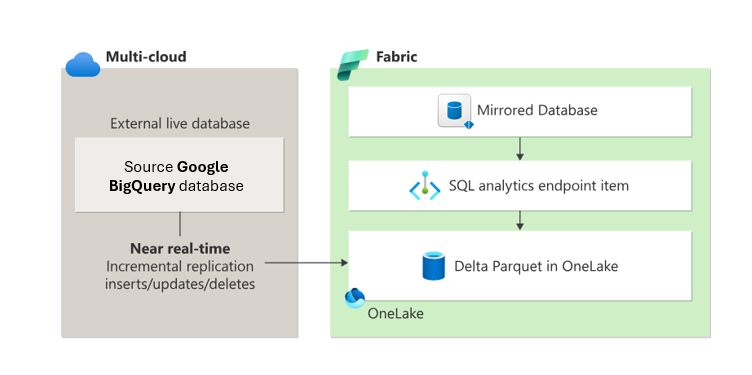 Multi-cloud
External live database
Source Google
BigQuery database
Near real-time
Incremental replication
inserts/updates/deletes
Fabric
Mirrored Database
SQL analytics endpoint item
Delta Parquet in OneLake
OneLake